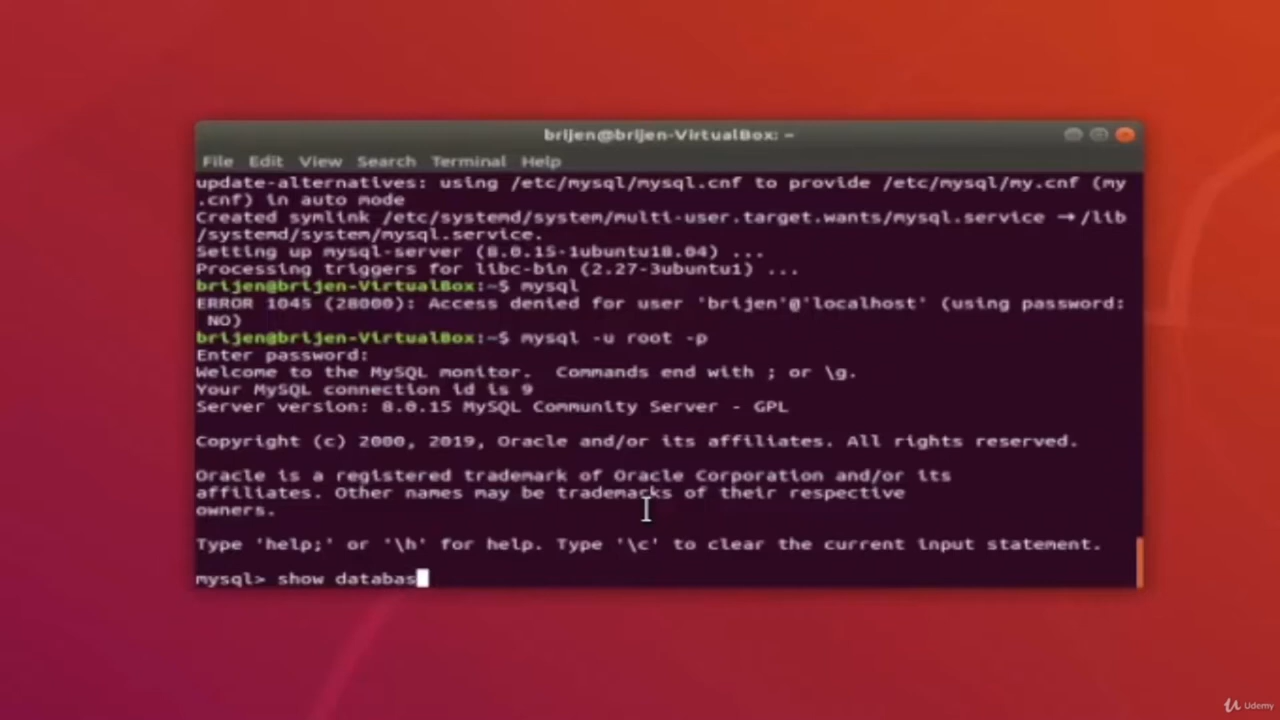 brijen@brijen-VirtualBox: ~
File Edit View Search Terminal Help
update-alternatives: using /etc/mysql/mysql.cnf to provide /etc/mysql/my.cnf (my
.cnf) in auto mode
Created symlink /etc/systemd/system/multi-user.target.wants/mysql.service → /lib
/systemd/system/mysql.service.
Setting up mysql-server (8.0.15-1ubuntu18.04) ...
Processing triggers for libc-bin (2.27-3ubuntu1) ...
brijen@brijen-VirtualBox:~$ mysql
ERROR 1045 (28000): Access denied for user 'brijen'@'localhost' (using password:
NO)
brijen@brijen-VirtualBox:~$ mysql -u root -p
Enter password:
Welcome to the MySQL monitor.  Commands end with ; or \g.
Your MySQL connection id is 9
Server version: 8.0.15 MySQL Community Server - GPL
Copyright (c) 2000, 2019, Oracle and/or its affiliates. All rights reserved.
Oracle is a registered trademark of Oracle Corporation and/or its
affiliates. Other names may be trademarks of their respective
owners.
Type 'help;' or '\h' for help. Type '\c' to clear the current input statement.
mysql> show databas
Udemy